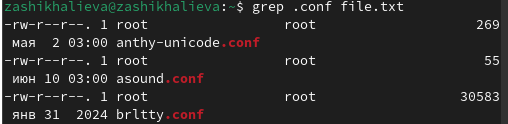 zashikhalieva@zashikhalieva:~$ grep .conf file.txt
-rw-r--r--. 1 root                 root                  269
 мая  2 03:00 anthy-unicode.conf
-rw-r--r--. 1 root                 root                   55
 июн 10 03:00 asound.conf
-rw-r--r--. 1 root                 root                30583
 янв 31  2024 brltty.conf